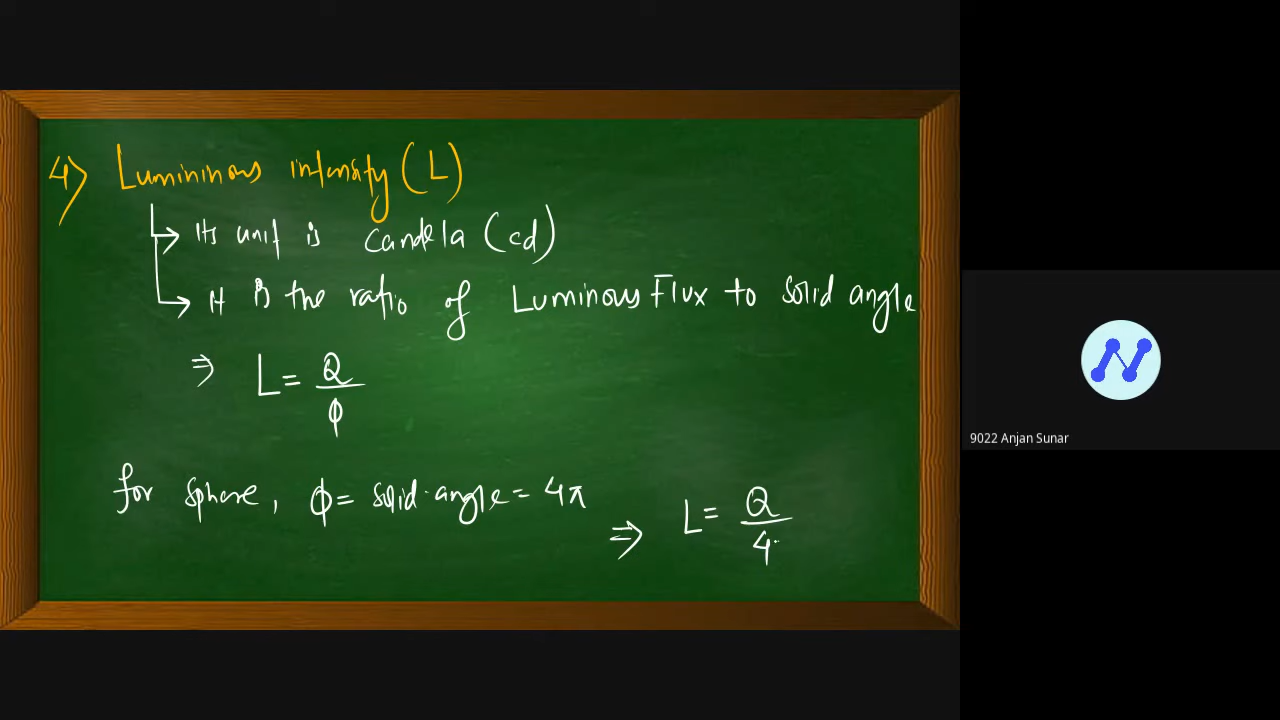 4) Lumininous intensity (L)
→ Its unit is candela (cd)
→ It is the ratio of Luminous Flux to solid angle
⇒ L = Q/ϕ
for sphere, ϕ = solid angle = 4π
⇒ L = Q/4
9022 Anjan Sunar